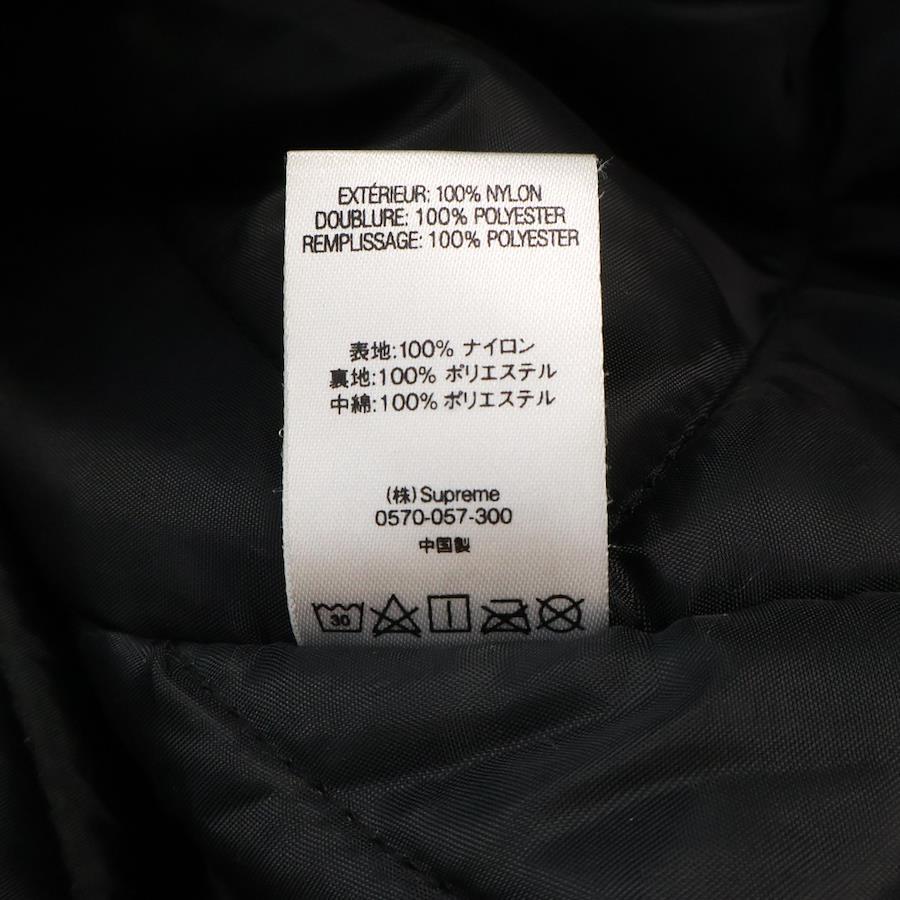 EXTÉRIEUR: 100% NYLON
DOUBLURE: 100% POLYESTER
REMPLISSAGE: 100% POLYESTER
表地:100% ナイロン
裏地:100% ポリエステル
中綿:100% ポリエステル
(株)Supreme
0570-057-300
中国製
30